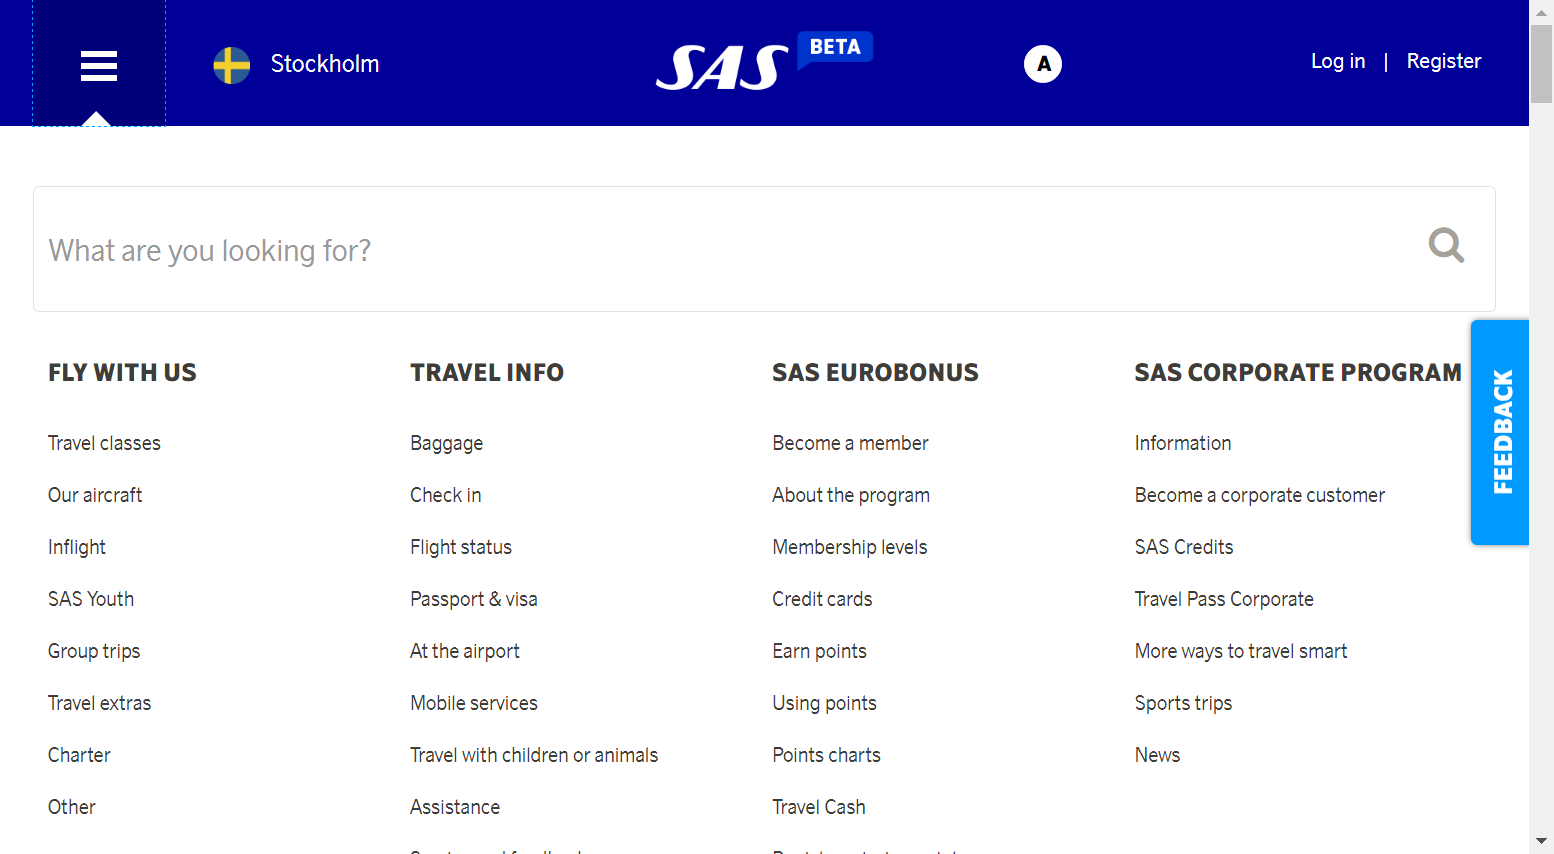 Stockholm
SAS
BETA
A
Log in | Register
What are you looking for?
FEEDBACK
FLY WITH US
Travel classes
Our aircraft
Inflight
SAS Youth
Group trips
Travel extras
Charter
Other
TRAVEL INFO
Baggage
Check in
Flight status
Passport & visa
At the airport
Mobile services
Travel with children or animals
Assistance
SAS EUROBONUS
Become a member
About the program
Membership levels
Credit cards
Earn points
Using points
Points charts
Travel Cash
SAS CORPORATE PROGRAM
Information
Become a corporate customer
SAS Credits
Travel Pass Corporate
More ways to travel smart
Sports trips
News